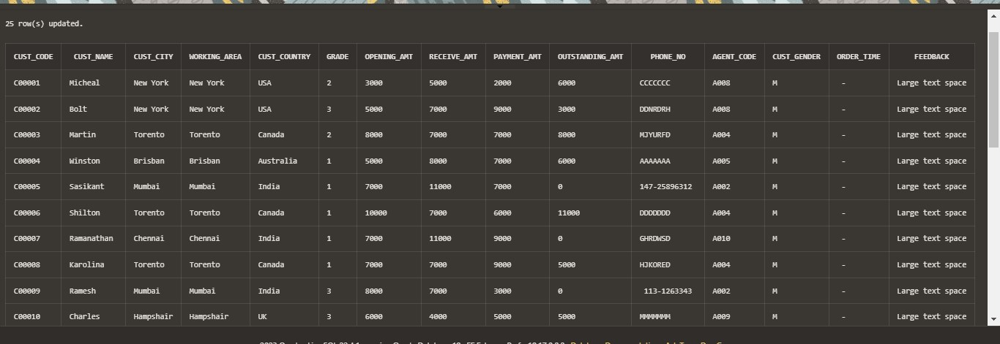 25 row(s) updated.
CUST_CODE CUST_NAME CUST_CITY WORKING_AREA CUST_COUNTRY GRADE OPENING_AMT RECEIVE_AMT PAYMENT_AMT OUTSTANDING_AMT PHONE_NO AGENT_CODE CUST_GENDER ORDER_TIME FEEDBACK
C00001 Micheal New York New York USA 2 3000 5000 2000 6000 CCCCCCC A008 M - Large text space
C00002 Bolt New York New York USA 3 5000 7000 9000 3000 DDNRDRH A008 M - Large text space
C00003 Martin Torento Torento Canada 2 8000 7000 7000 8000 MJYURFD A004 M - Large text space
C00004 Winston Brisban Brisban Australia 1 5000 8000 7000 6000 AAAAAAA A005 M - Large text space
C00005 Sasikant Mumbai Mumbai India 1 7000 11000 7000 0 147-25896312 A002 M - Large text space
C00006 Shilton Torento Torento Canada 1 10000 7000 6000 11000 DDDDDDD A004 M - Large text space
C00007 Ramanathan Chennai Chennai India 1 7000 11000 9000 0 GHRDWSD A010 M - Large text space
C00008 Karolina Torento Torento Canada 1 7000 7000 9000 5000 HJKORED A004 M - Large text space
C00009 Ramesh Mumbai Mumbai India 3 8000 7000 3000 0 113-1263343 A002 M - Large text space
C00010 Charles Hampshair Hampshair UK 3 6000 4000 5000 5000 MMMMMMM A009 M - Large text space